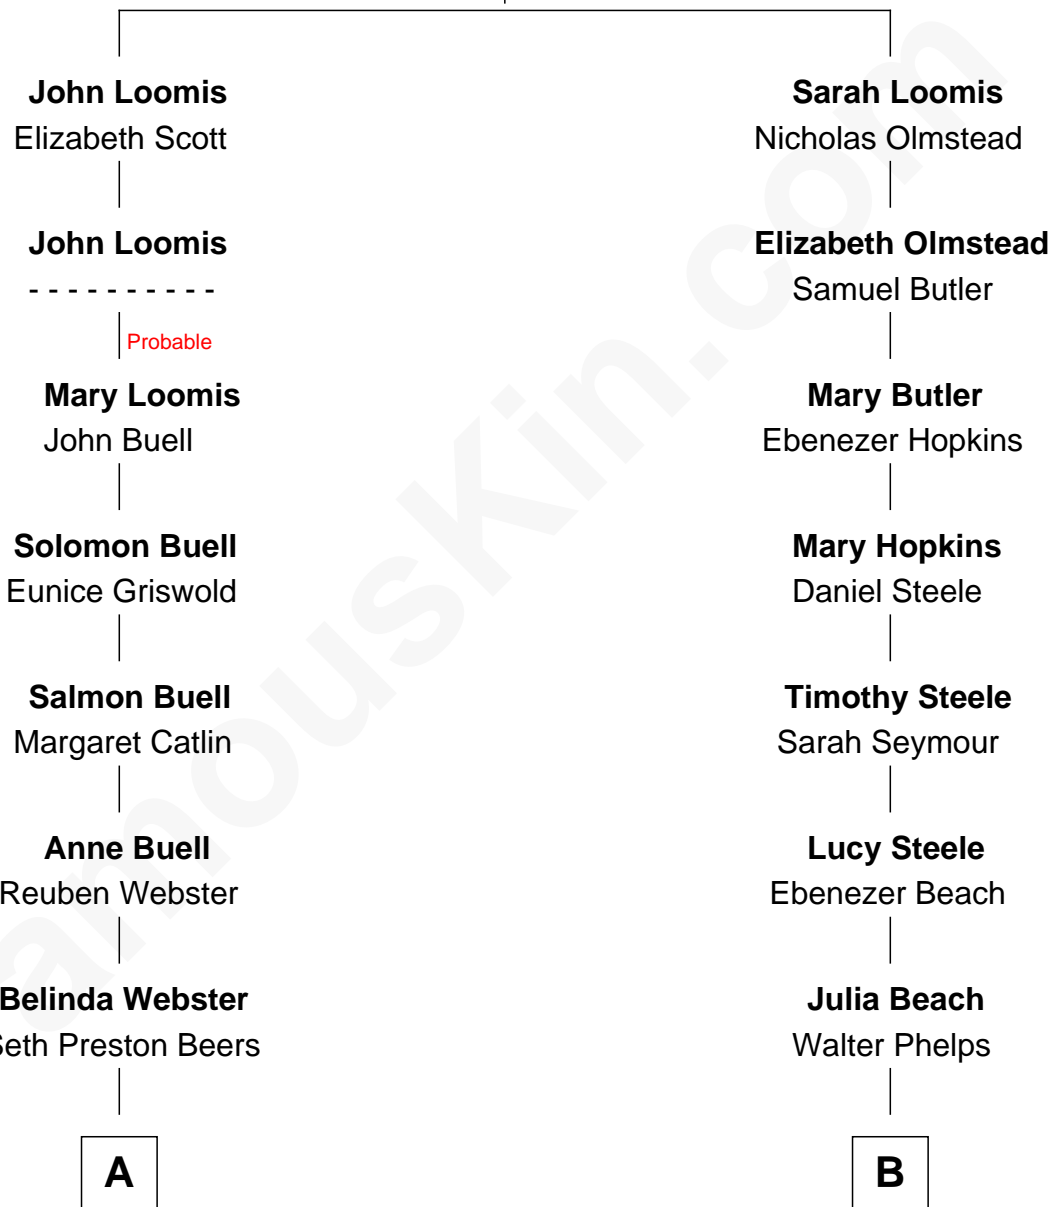 John Loomis
Elizabeth Scott
John Loomis
- - - - - - - - - -
Probable
Mary Loomis
John Buell
Solomon Buell
Eunice Griswold
Salmon Buell
Margaret Catlin
Anne Buell
Reuben Webster
Belinda Webster
Seth Preston Beers
A
Sarah Loomis
Nicholas Olmstead
Elizabeth Olmstead
Samuel Butler
Mary Butler
Ebenezer Hopkins
Mary Hopkins
Daniel Steele
Timothy Steele
Sarah Seymour
Lucy Steele
Ebenezer Beach
Julia Beach
Walter Phelps
B
amouskin.com